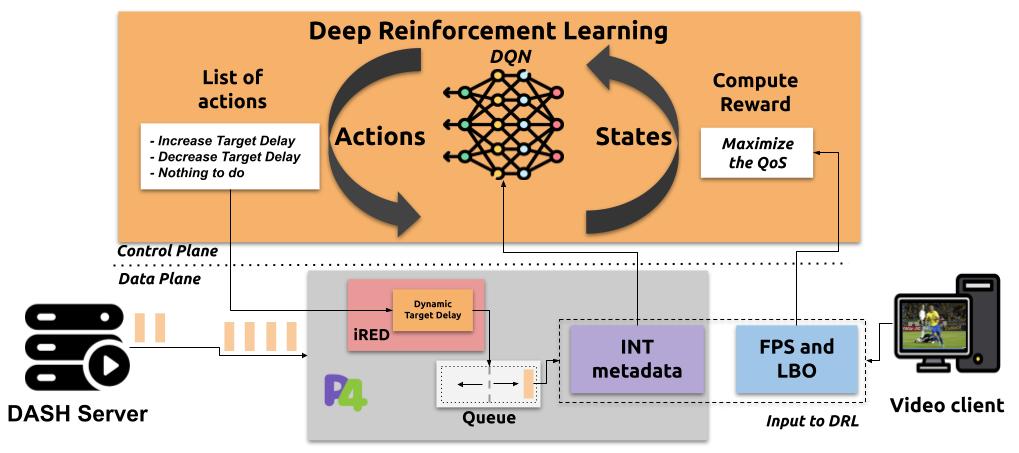 Deep Reinforcement Learning
DQN
List of
actions
- Increase Target Delay
- Decrease Target Delay
- Nothing to do
Actions
States
Compute
Reward
Maximize
the QoS
Control Plane
Data Plane
Dynamic
Target Delay
iRED
P4
Queue
INT
metadata
FPS and
LBO
Input to DRL
DASH Server
Video client